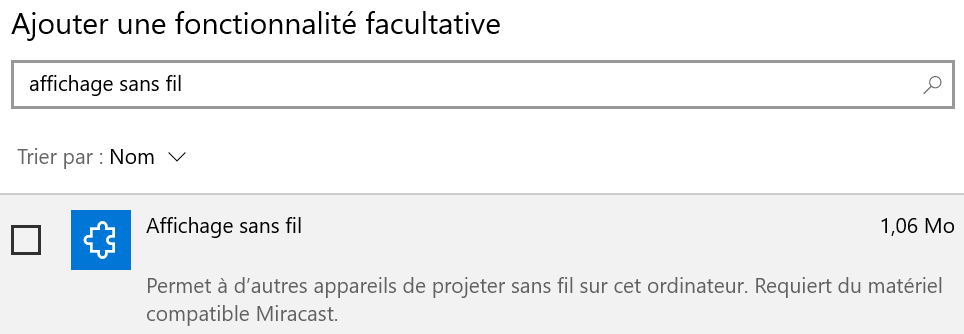 Ajouter une fonctionnalité facultative
affichage sans fil
Trier par : Nom
Affichage sans fil 1,06 Mo
Permet à d’autres appareils de projeter sans fil sur cet ordinateur. Requiert du matériel
compatible Miracast.